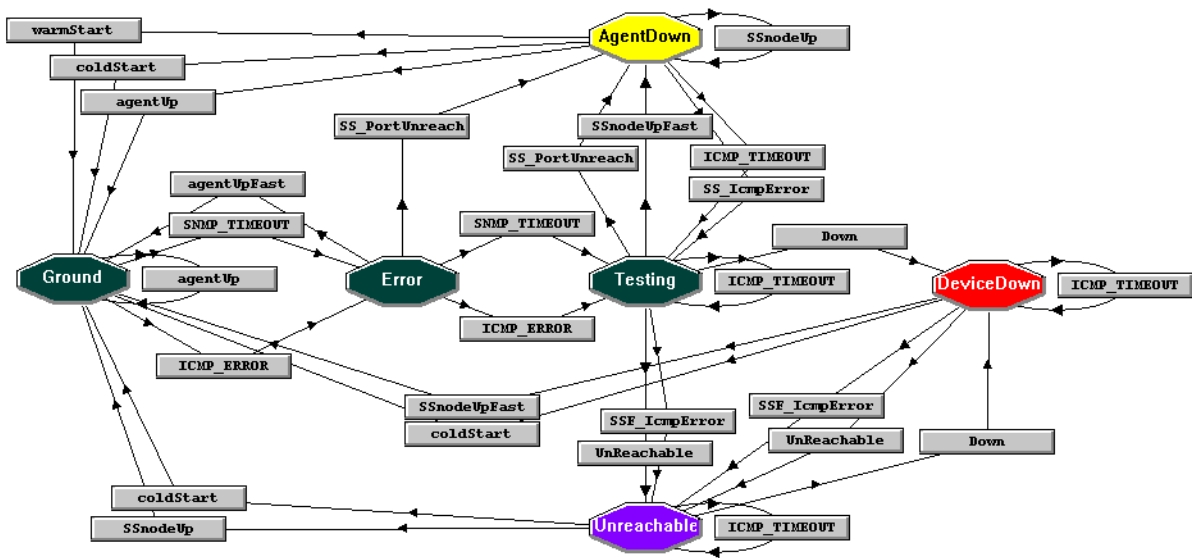 warmStart
AgentDown
SSnodeUp
coldStart
agentUp
SS_PortUnreach
SSnodeUpFast
SS_PortUnreach
ICMP_TIMEOUT
SS_IcmpError
agentUpFast
SNMP_TIMEOUT
SNMP_TIMEOUT
Down
Ground
agentUp
Error
Testing
ICMP_TIMEOUT
DeviceDown
ICMP_TIMEOUT
ICMP_ERROR
ICMP_ERROR
SSnodeUpFast
coldStart
SSF_IcmpError
UnReachable
SSF_IcmpError
UnReachable
Down
coldStart
SSnodeUp
Unreachable
ICMP_TIMEOUT